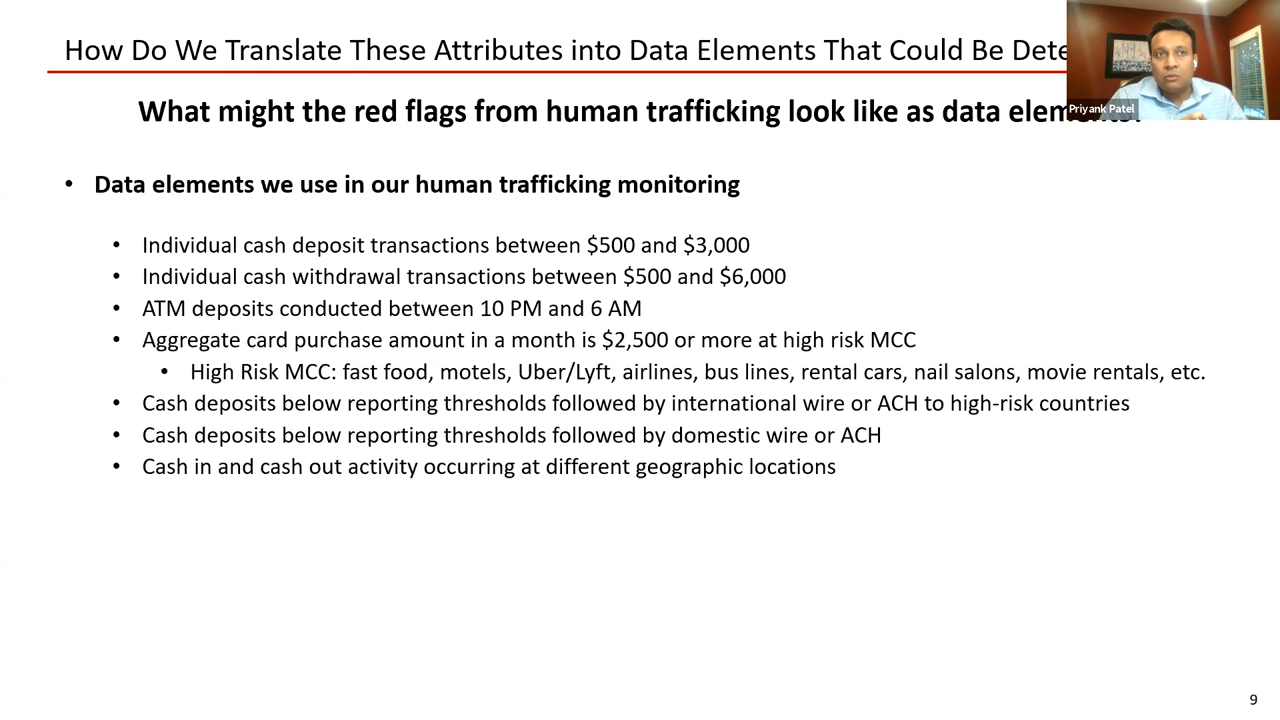 How Do We Translate These Attributes into Data Elements That Could Be
Priyank Patel
What might the red flags from human trafficking look like as data
• Data elements we use in our human trafficking monitoring
• Individual cash deposit transactions between $500 and $3,000
• Individual cash withdrawal transactions between $500 and $6,000
• ATM deposits conducted between 10 PM and 6 AM
• Aggregate card purchase amount in a month is $2,500 or more at high risk MCC
• High Risk MCC: fast food, motels, Uber/Lyft, airlines, bus lines, rental cars, nail salons, movie rentals, etc.
• Cash deposits below reporting thresholds followed by international wire or ACH to high-risk countries
• Cash deposits below reporting thresholds followed by domestic wire or ACH
• Cash in and cash out activity occurring at different geographic locations
9